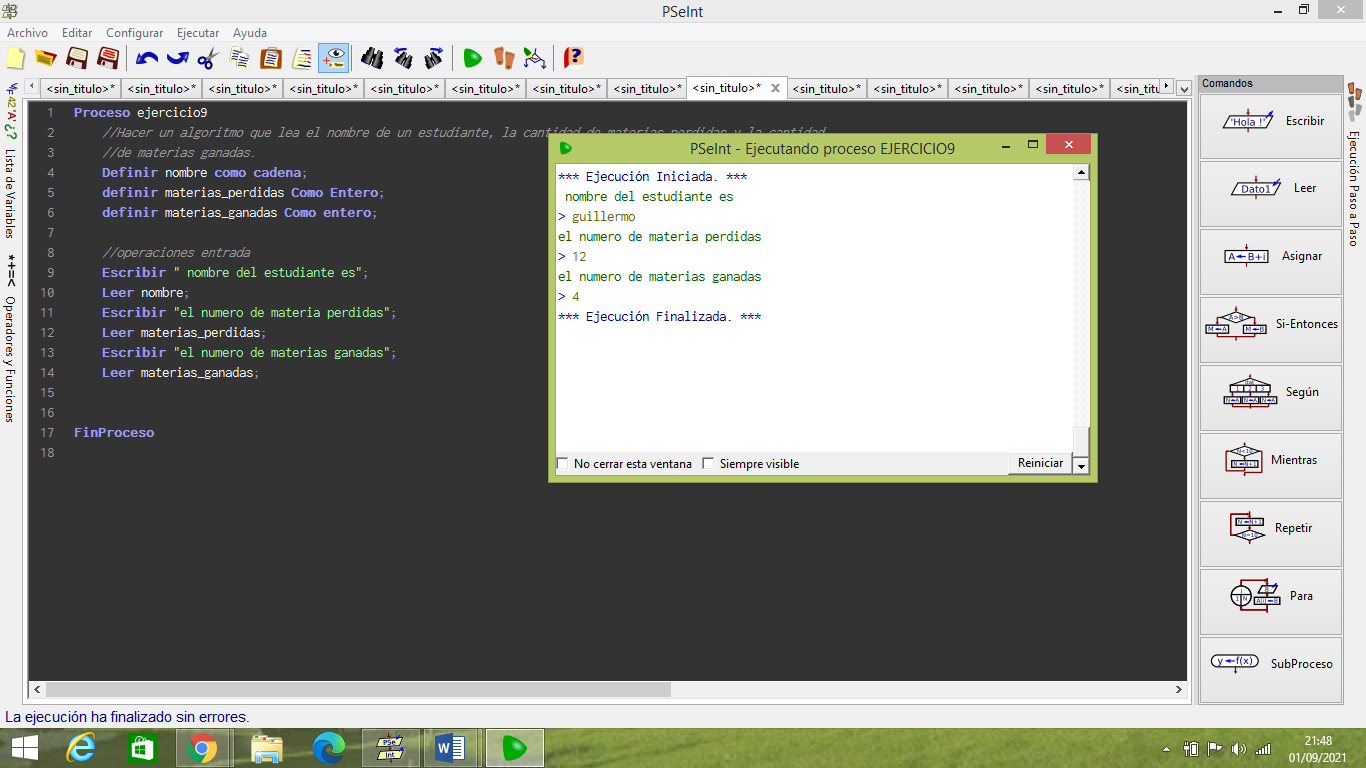 PSeInt
Archivo Editar Configurar Ejecutar Ayuda
<sin_titulo>* <sin_titulo>* <sin_titulo>* <sin_titulo>* <sin_titulo>* <sin_titulo>* <sin_titulo>* <sin_titulo>* <sin_titulo>* <sin_titulo>* <sin_titulo>* <sin_titulo>* <sin_titulo>* <sin_titu
Lista de Variables
*+=<
Operadores y Funciones
1 Proceso ejercicio9
2 //Hacer un algoritmo que lea el nombre de un estudiante, la cantidad de materias perdidas y la cantidad
3 //de materias ganadas.
4 Definir nombre como cadena;
5 definir materias_perdidas Como Entero;
6 definir materias_ganadas Como entero;
7
8 //operaciones entrada
9 Escribir " nombre del estudiante es";
10 Leer nombre;
11 Escribir "el numero de materia perdidas";
12 Leer materias_perdidas;
13 Escribir "el numero de materias ganadas";
14 Leer materias_ganadas;
15
16
17 FinProceso
18
PSeInt - Ejecutando proceso EJERCICIO9
*** Ejecución Iniciada. ***
nombre del estudiante es
> guillermo
el numero de materia perdidas
> 12
el numero de materias ganadas
> 4
*** Ejecución Finalizada. ***
No cerrar esta ventana Siempre visible Reiniciar
Comandos
'Hola !' Escribir
Dato1 Leer
A←B+i Asignar
A>B M←A M←B Si-Entonces
Según
Mientras
Repetir
Para
y←f(x) SubProceso
Ejecución Paso a Paso
La ejecución ha finalizado sin errores.
PSe
Int
21:48
01/09/2021